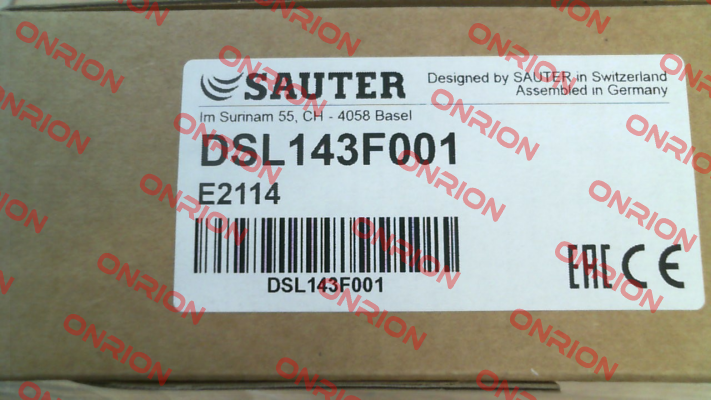 SAUTER
Designed by SAUTER in Switzerland
Assembled in Germany
Im Surinam 55, CH - 4058 Basel
DSL143F001
E2114
DSL143F001
EAC CE
ONRION